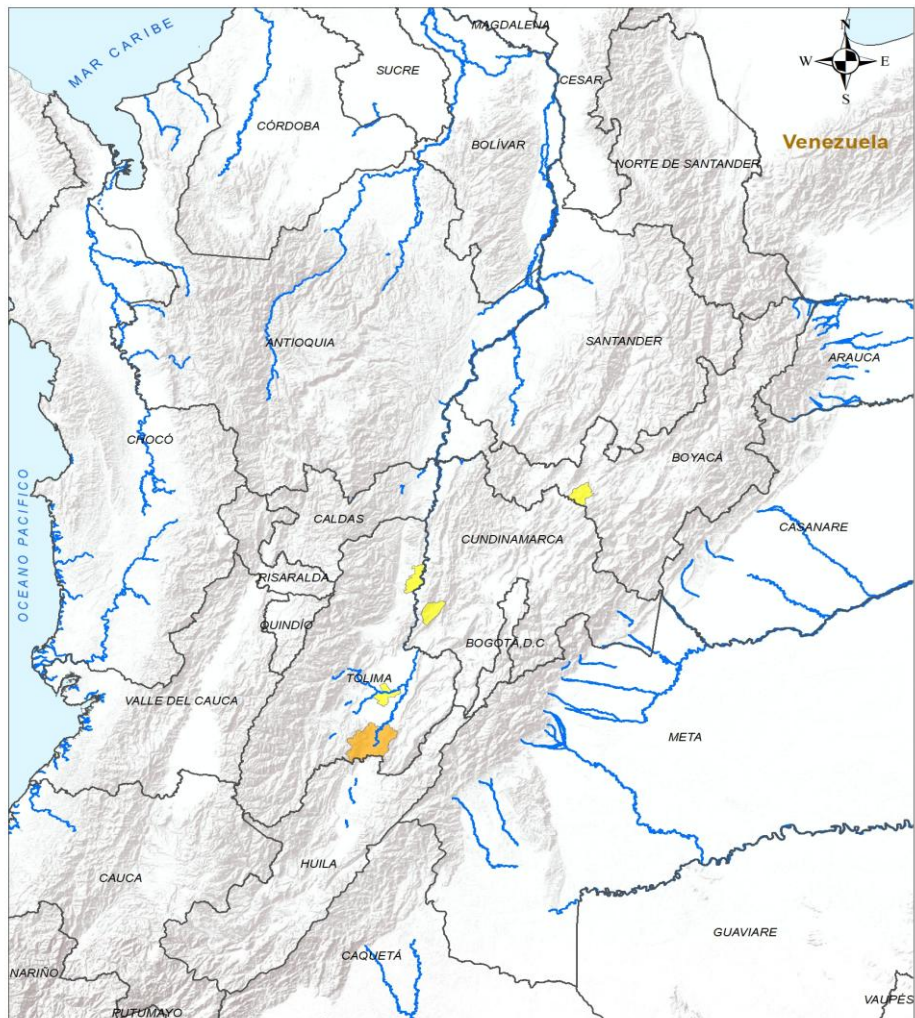 MAGDALENA
MAR CARIBE
N
W E
S
SUCRE
CESAR
CÓRDOBA
BOLÍVAR
Venezuela
NORTE DE SANTANDER
ANTIOQUIA
SANTANDER
ARAUCA
CHOCÓ
BOYACÁ
OCEANO PACIFICO
CALDAS
CUNDINAMARCA
CASANARE
RISARALDA
QUINDÍO
BOGOTÁ,D.C
TOLIMA
VALLE DEL CAUCA
META
HUILA
CAUCA
GUAVIARE
CAQUETÁ
NARIÑO
VAUPÉS
PUTUMAYO